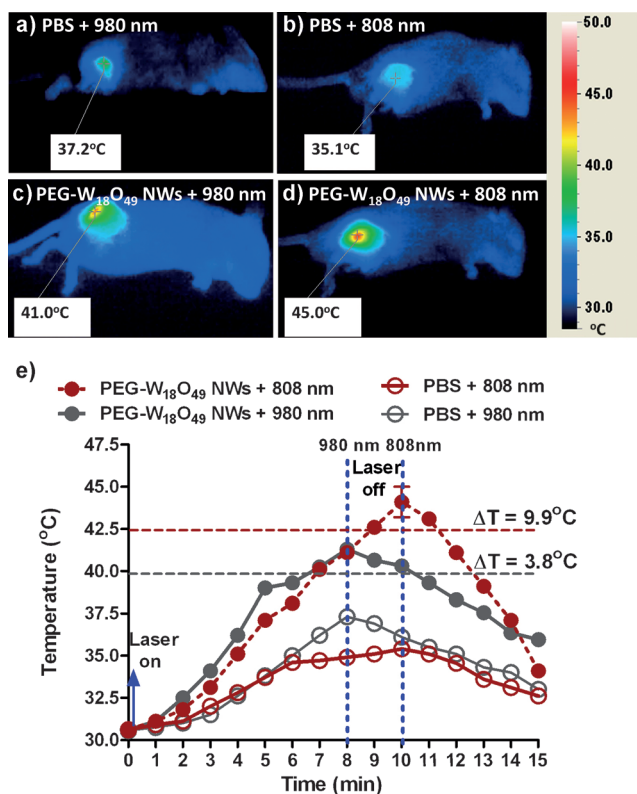 a) PBS + 980 nm
37.2°C
b) PBS + 808 nm
35.1°C
c) PEG-W₁₈O₄₉ NWs + 980 nm
41.0°C
d) PEG-W₁₈O₄₉ NWs + 808 nm
45.0°C
50.0
45.0
40.0
35.0
30.0
°C
e)
PEG-W₁₈O₄₉ NWs + 808 nm
PBS + 808 nm
PEG-W₁₈O₄₉ NWs + 980 nm
PBS + 980 nm
980 nm 808nm
Laser
off
ΔT = 9.9°C
ΔT = 3.8°C
Laser
on
Temperature (°C)
47.5
45.0
42.5
40.0
37.5
35.0
32.5
30.0
0 1 2 3 4 5 6 7 8 9 10 11 12 13 14 15
Time (min)